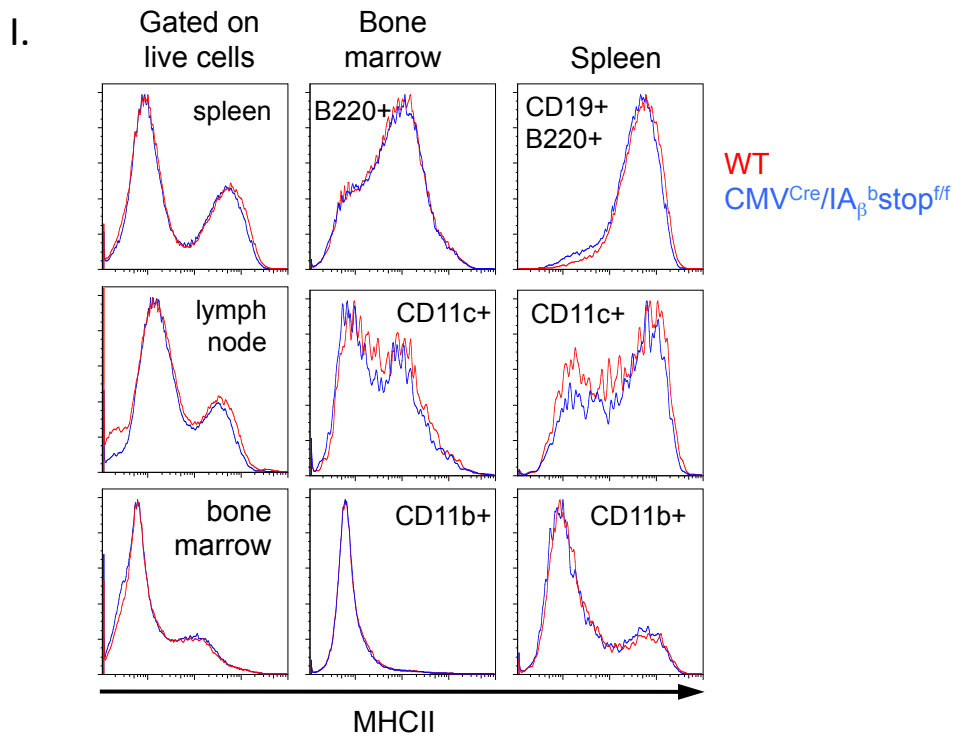 I.
Gated on
live cells
Bone
marrow
Spleen
spleen
B220+
CD19+
B220+
WT
CMVCre/IAβbstopf/f
lymph
node
CD11c+
CD11c+
bone
marrow
CD11b+
CD11b+
MHCII